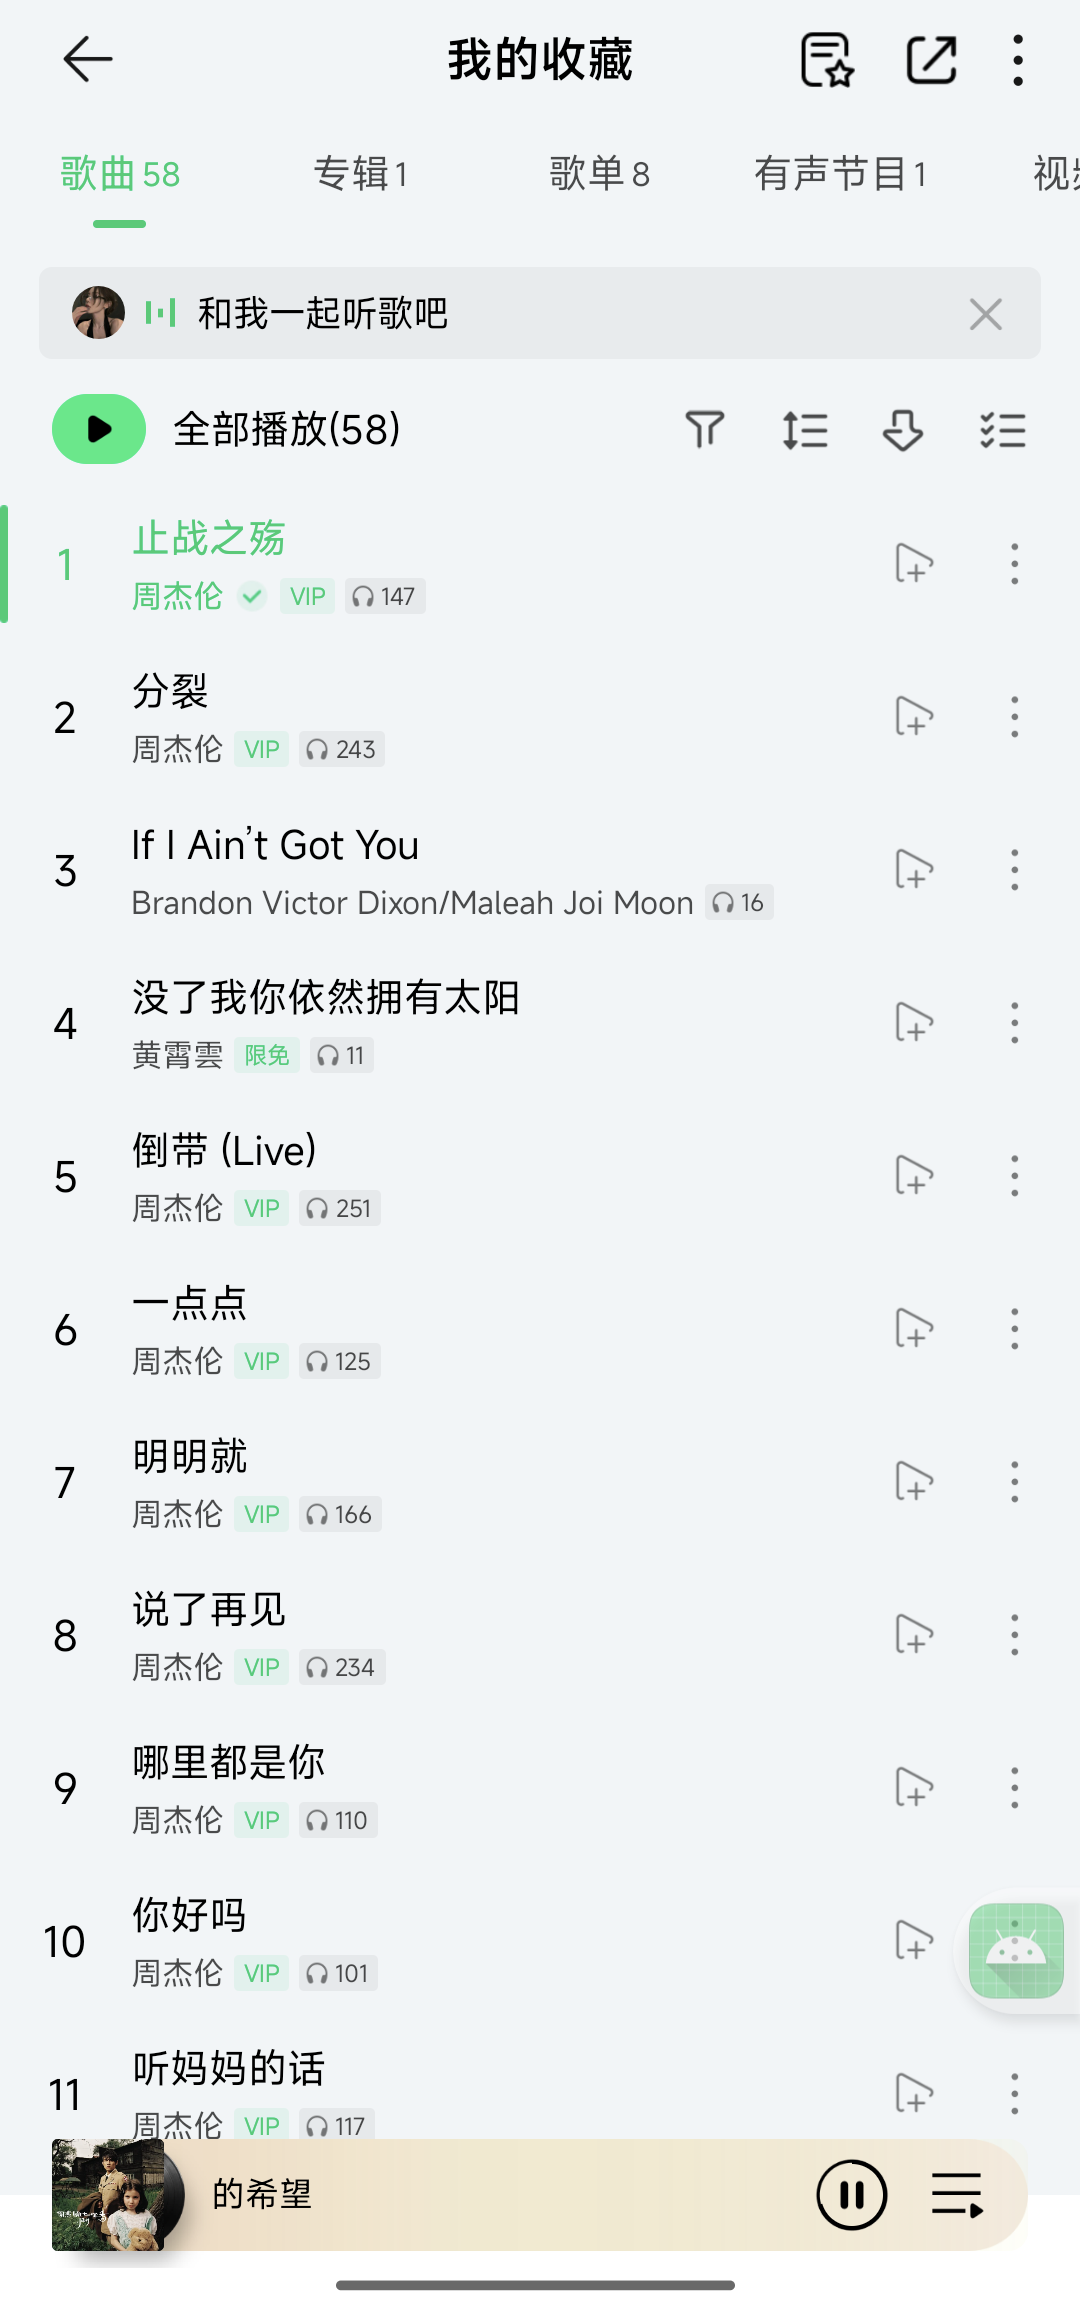 我的收藏
歌曲58 专辑1 歌单8 有声节目1 视
和我一起听歌吧
全部播放(58)
1 止战之殇
周杰伦 VIP 147
2 分裂
周杰伦 VIP 243
3 If I Ain't Got You
Brandon Victor Dixon/Maleah Joi Moon 16
4 没了我你依然拥有太阳
黄霄雲 限免 11
5 倒带 (Live)
周杰伦 VIP 251
6 一点点
周杰伦 VIP 125
7 明明就
周杰伦 VIP 166
8 说了再见
周杰伦 VIP 234
9 哪里都是你
周杰伦 VIP 110
10 你好吗
周杰伦 VIP 101
11 听妈妈的话
周杰伦 VIP 117
的希望